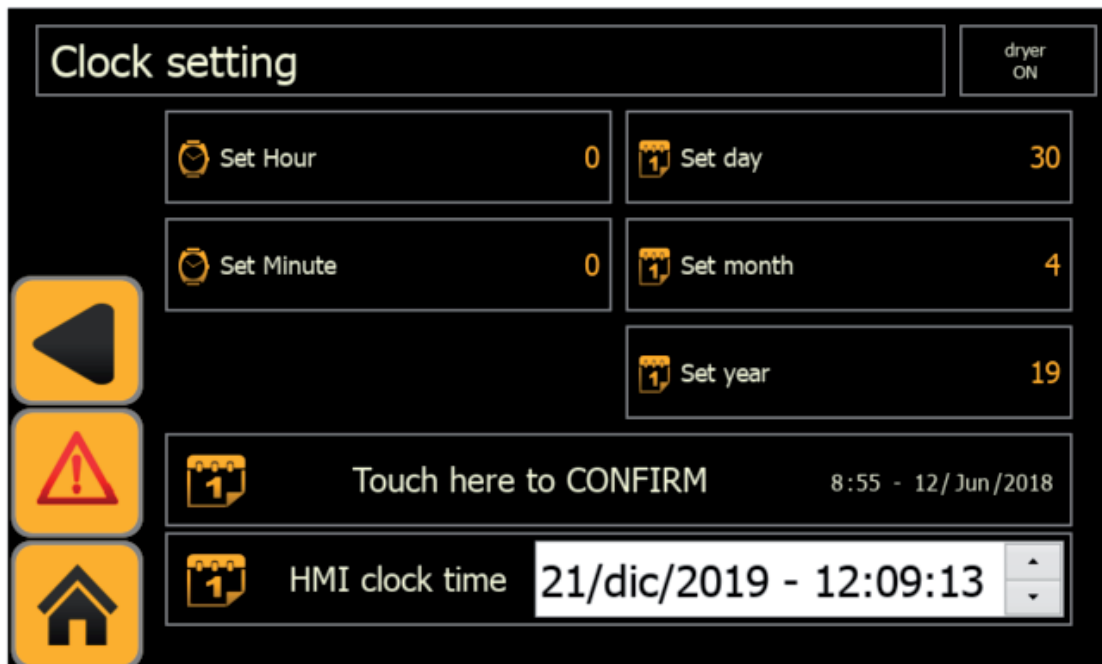 Clock setting
dryer
ON
Set Hour 0
Set day 30
Set Minute 0
Set month 4
Set year 19
Touch here to CONFIRM 8:55 - 12/Jun/2018
HMI clock time 21/dic/2019 - 12:09:13